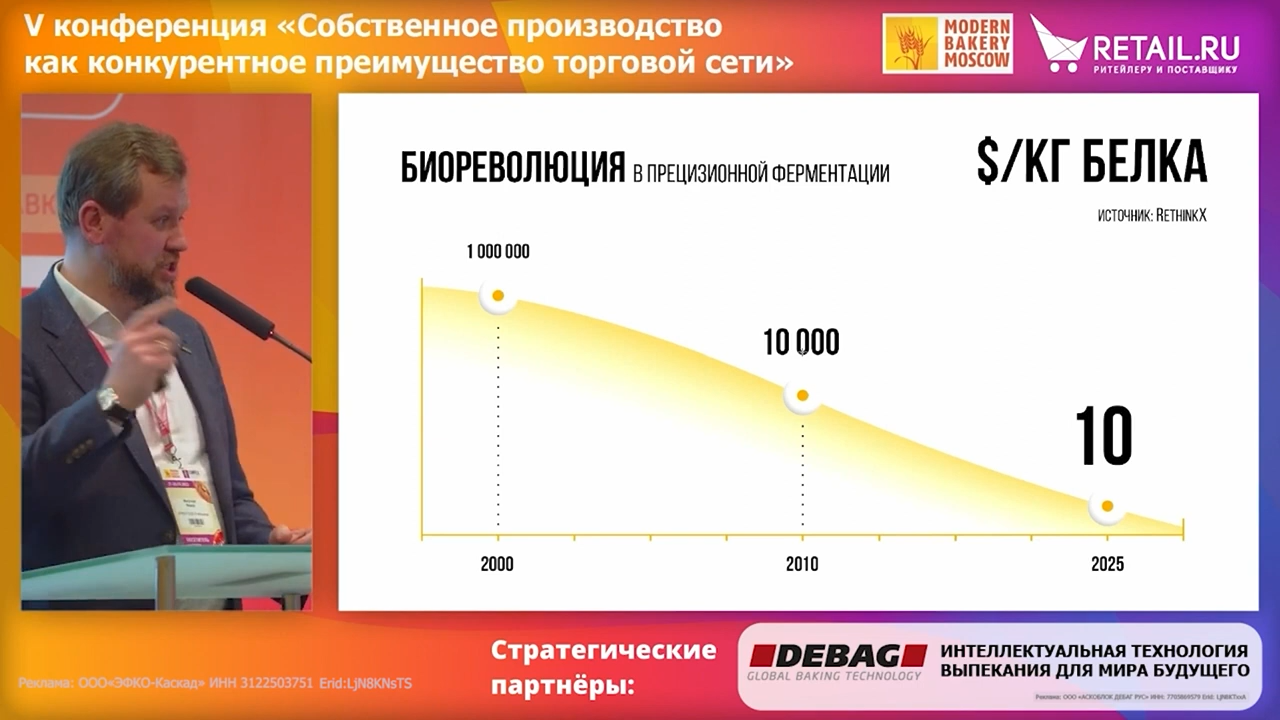 V конференция «Собственное производство
как конкурентное преимущество торговой сети»
MODERN
BAKERY
MOSCOW
RETAIL.RU
РИТЕЙЛЕРУ И ПОСТАВЩИКУ
БИОРЕВОЛЮЦИЯ В ПРЕЦИЗИОННОЙ ФЕРМЕНТАЦИИ
$/КГ БЕЛКА
ИСТОЧНИК: RETHINKX
1 000 000
10 000
10
2000
2010
2025
Стратегические
партнёры:
DEBAG
GLOBAL BAKING TECHNOLOGY
ИНТЕЛЛЕКТУАЛЬНАЯ ТЕХНОЛОГИЯ
ВЫПЕКАНИЯ ДЛЯ МИРА БУДУЩЕГО
Реклама: ООО«ЭФКО-Каскад» ИНН 3122503751 Erid:LjN8KNsTS